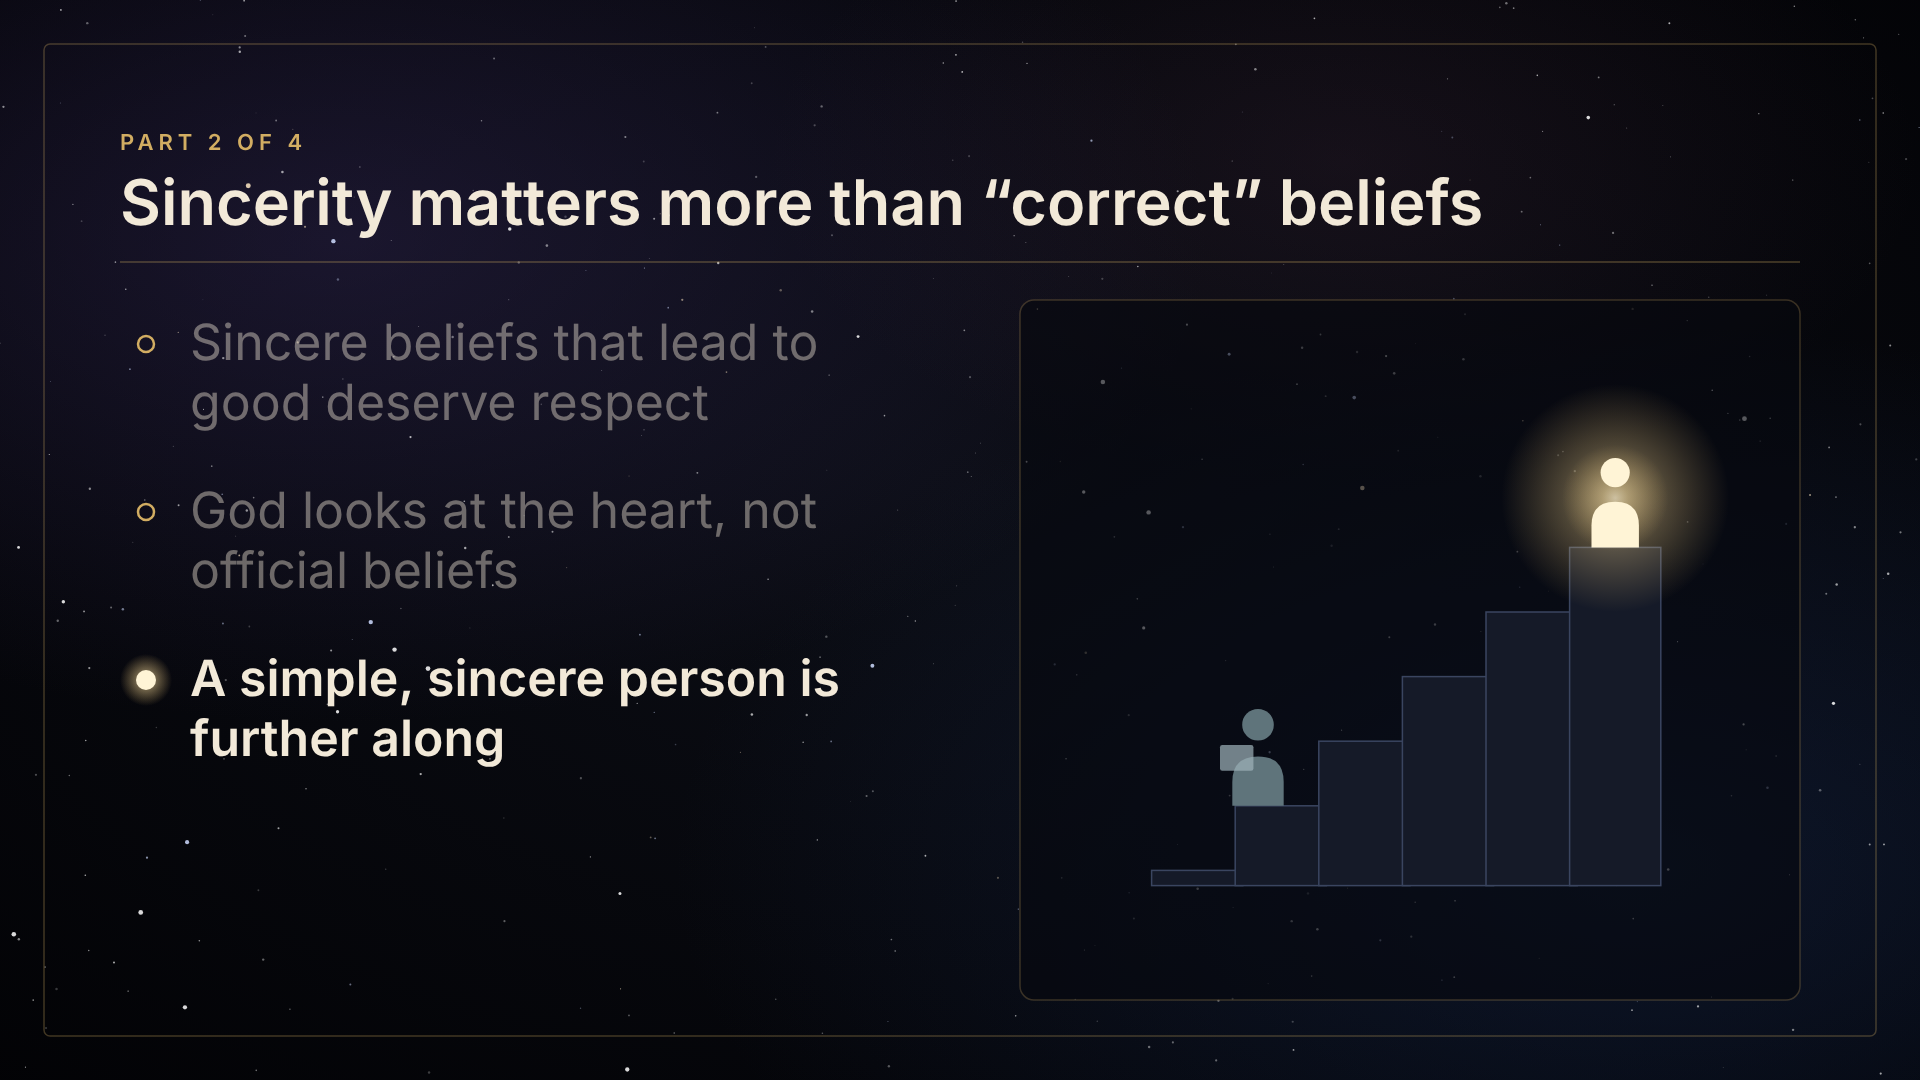 PART 2 OF 4
Sincerity matters more than “correct” beliefs
Sincere beliefs that lead to
good deserve respect
God looks at the heart, not
official beliefs
A simple, sincere person is
further along